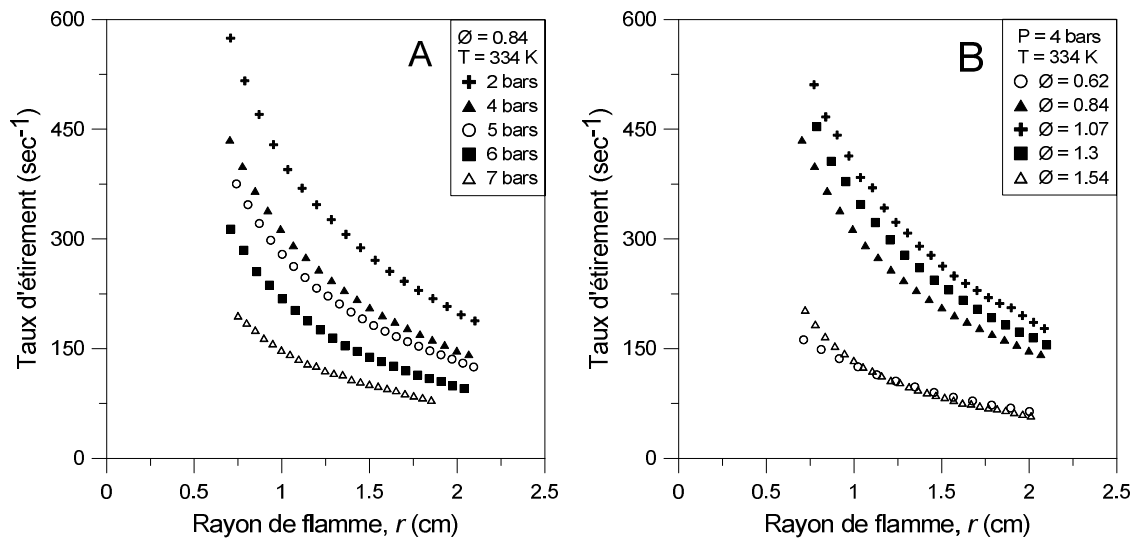 A
Ø = 0.84
T = 334 K
2 bars
4 bars
5 bars
6 bars
7 bars
Taux d'étirement (sec-1)
600
450
300
150
0
0
0.5
1
1.5
2
2.5
Rayon de flamme, r (cm)
B
P = 4 bars
T = 334 K
Ø = 0.62
Ø = 0.84
Ø = 1.07
Ø = 1.3
Ø = 1.54
Taux d'étirement (sec-1)
600
450
300
150
0
0
0.5
1
1.5
2
2.5
Rayon de flamme, r (cm)